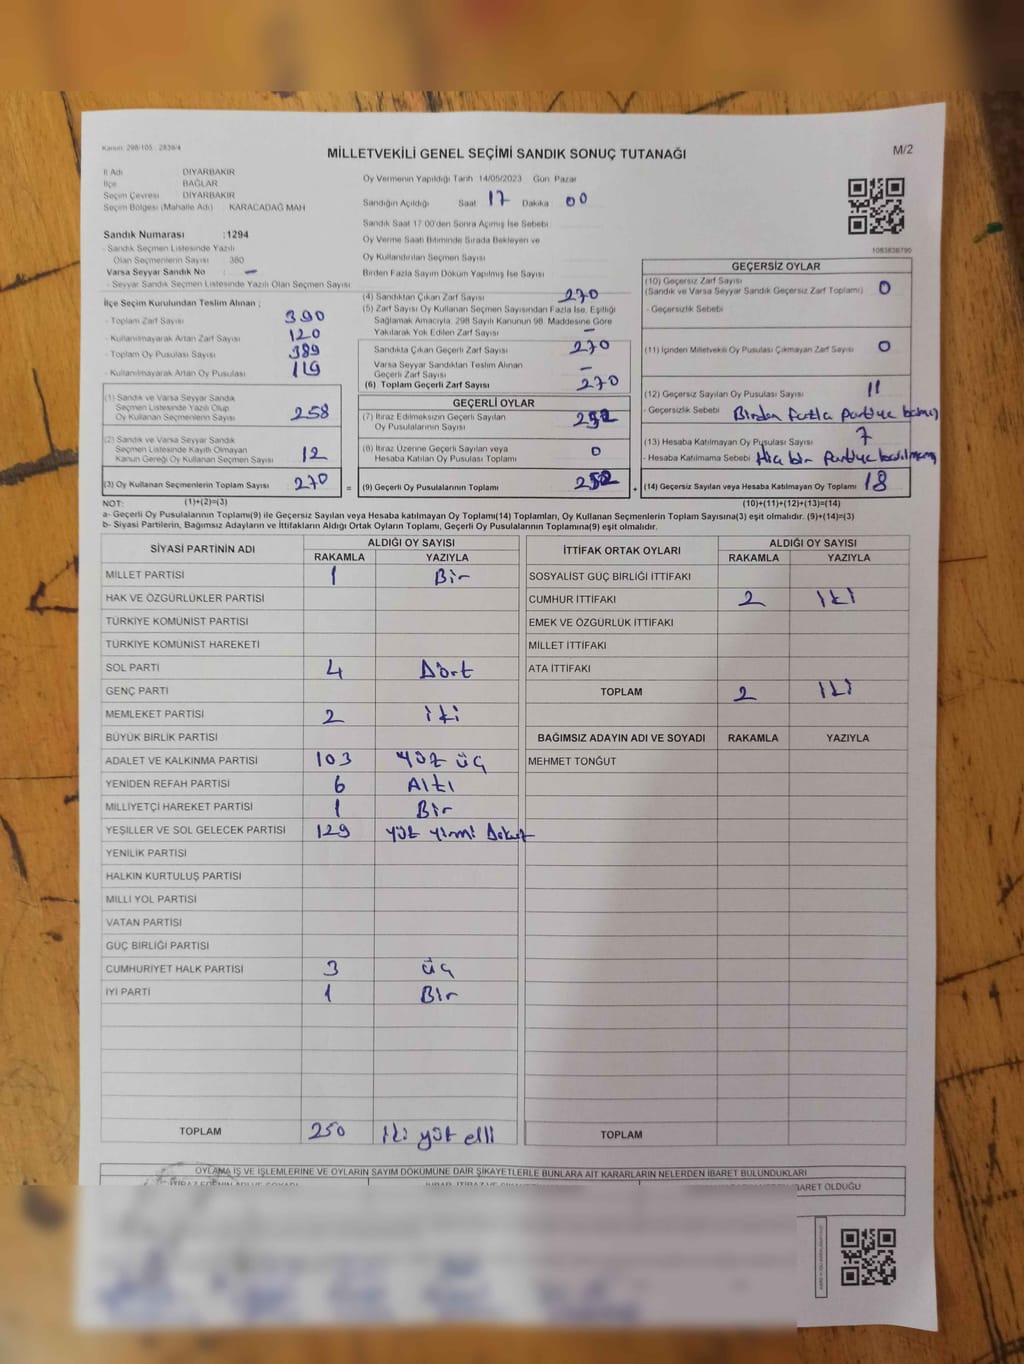 Kanun: 298/105 : 2839/4
MİLLETVEKİLİ GENEL SEÇİMİ SANDIK SONUÇ TUTANAĞI
M/2
İl Adı DİYARBAKIR
İlçe BAĞLAR
Seçim Çevresi DİYARBAKIR
Seçim Bölgesi (Mahalle Adı) : KARACADAĞ MAH
Sandık Numarası :1294
- Sandık Seçmen Listesinde Yazılı
Olan Seçmenlerin Sayısı 380
Varsa Seyyar Sandık No : –
- Seyyar Sandık Seçmen Listesinde Yazılı Olan Seçmen Sayısı
İlçe Seçim Kurulundan Teslim Alınan ;
- Toplam Zarf Sayısı 390
- Kullanılmayarak Artan Zarf Sayısı 120
- Toplam Oy Pusulası Sayısı 389
- Kullanılmayarak Artan Oy Pusulası 119
(1) Sandık ve Varsa Seyyar Sandık
Seçmen Listesinde Yazılı Olup
Oy Kullanan Seçmenlerin Sayısı 258
(2) Sandık ve Varsa Seyyar Sandık
Seçmen Listesinde Kayıtlı Olmayan
Kanun Gereği Oy Kullanan Seçmen Sayısı 12
(3) Oy Kullanan Seçmenlerin Toplam Sayısı 270
Oy Vermenin Yapıldığı Tarih 14/05/2023 Gün Pazar
Sandığın Açıldığı Saat 17 Dakika 00
Sandık Saat 17:00'den Sonra Açılmış İse Sebebi
Oy Verme Saati Bitiminde Sırada Bekleyen ve
Oy Kullandırılan Seçmen Sayısı
Birden Fazla Sayım Döküm Yapılmış İse Sayısı
(4) Sandıktan Çıkan Zarf Sayısı 270
(5) Zarf Sayısı Oy Kullanan Seçmen Sayısından Fazla İse, Eşitliği
Sağlamak Amacıyla, 298 Sayılı Kanunun 98. Maddesine Göre
Yakılarak Yok Edilen Zarf Sayısı –
Sandıkta Çıkan Geçerli Zarf Sayısı 270
Varsa Seyyar Sandıktan Teslim Alınan
Geçerli Zarf Sayısı –
(6) Toplam Geçerli Zarf Sayısı 270
GEÇERLİ OYLAR
(7) İtiraz Edilmeksizin Geçerli Sayılan
Oy Pusulalarının Sayısı 252
(8) İtiraz Üzerine Geçerli Sayılan veya
Hesaba Katılan Oy Pusulası Toplamı 0
= (9) Geçerli Oy Pusulalarının Toplamı 252 +
1083838790
GEÇERSİZ OYLAR
(10) Geçersiz Zarf Sayısı 0
(Sandık ve Varsa Seyyar Sandık Geçersiz Zarf Toplamı)
- Geçersizlik Sebebi
(11) İçinden Milletvekili Oy Pusulası Çıkmayan Zarf Sayısı 0
(12) Geçersiz Sayılan Oy Pusulası Sayısı 11
- Geçersizlik Sebebi Birden fazla partiye
(13) Hesaba Katılmayan Oy Pusulası Sayısı 7
- Hesaba Katılmama Sebebi Hiç bir partiye
(14) Geçersiz Sayılan veya Hesaba Katılmayan Oy Toplamı 18
NOT: (1)+(2)=(3) (10)+(11)+(12)+(13)=(14)
a- Geçerli Oy Pusulalarının Toplamı(9) ile Geçersiz Sayılan veya Hesaba katılmayan Oy Toplamı(14) Toplamları, Oy Kullanan Seçmenlerin Toplam Sayısına(3) eşit olmalıdır. (9)+(14)=(3)
b- Siyasi Partilerin, Bağımsız Adayların ve İttifakların Aldığı Ortak Oyların Toplamı, Geçerli Oy Pusulalarının Toplamına(9) eşit olmalıdır.
SİYASİ PARTİNİN ADI ALDIĞI OY SAYISI
RAKAMLA YAZIYLA
MİLLET PARTİSİ 1 Bir
HAK VE ÖZGÜRLÜKLER PARTİSİ
TÜRKİYE KOMÜNİST PARTİSİ
TÜRKİYE KOMÜNİST HAREKETİ
SOL PARTİ 4 Dört
GENÇ PARTİ
MEMLEKET PARTİSİ 2 iki
BÜYÜK BİRLİK PARTİSİ
ADALET VE KALKINMA PARTİSİ 103 Yüz üç
YENİDEN REFAH PARTİSİ 6 Altı
MİLLİYETÇİ HAREKET PARTİSİ 1 Bir
YEŞİLLER VE SOL GELECEK PARTİSİ 129 Yüz yirmi Dokuz
YENİLİK PARTİSİ
HALKIN KURTULUŞ PARTİSİ
MİLLİ YOL PARTİSİ
VATAN PARTİSİ
GÜÇ BİRLİĞİ PARTİSİ
CUMHURİYET HALK PARTİSİ 3 üç
İYİ PARTİ 1 Bir
TOPLAM 250 iki yüz elli
İTTİFAK ORTAK OYLARI ALDIĞI OY SAYISI
RAKAMLA YAZIYLA
SOSYALİST GÜÇ BİRLİĞİ İTTİFAKI
CUMHUR İTTİFAKI 2 iki
EMEK VE ÖZGÜRLÜK İTTİFAKI
MİLLET İTTİFAKI
ATA İTTİFAKI
TOPLAM 2 iki
BAĞIMSIZ ADAYIN ADI VE SOYADI RAKAMLA YAZIYLA
MEHMET TONĞUT
TOPLAM
OYLAMA İŞ VE İŞLEMLERİNE VE OYLARIN SAYIM DÖKÜMÜNE DAİR ŞİKAYETLERLE BUNLARA AİT KARARLARIN NELERDEN İBARET BULUNDUKLARI
İBARET OLDUĞU